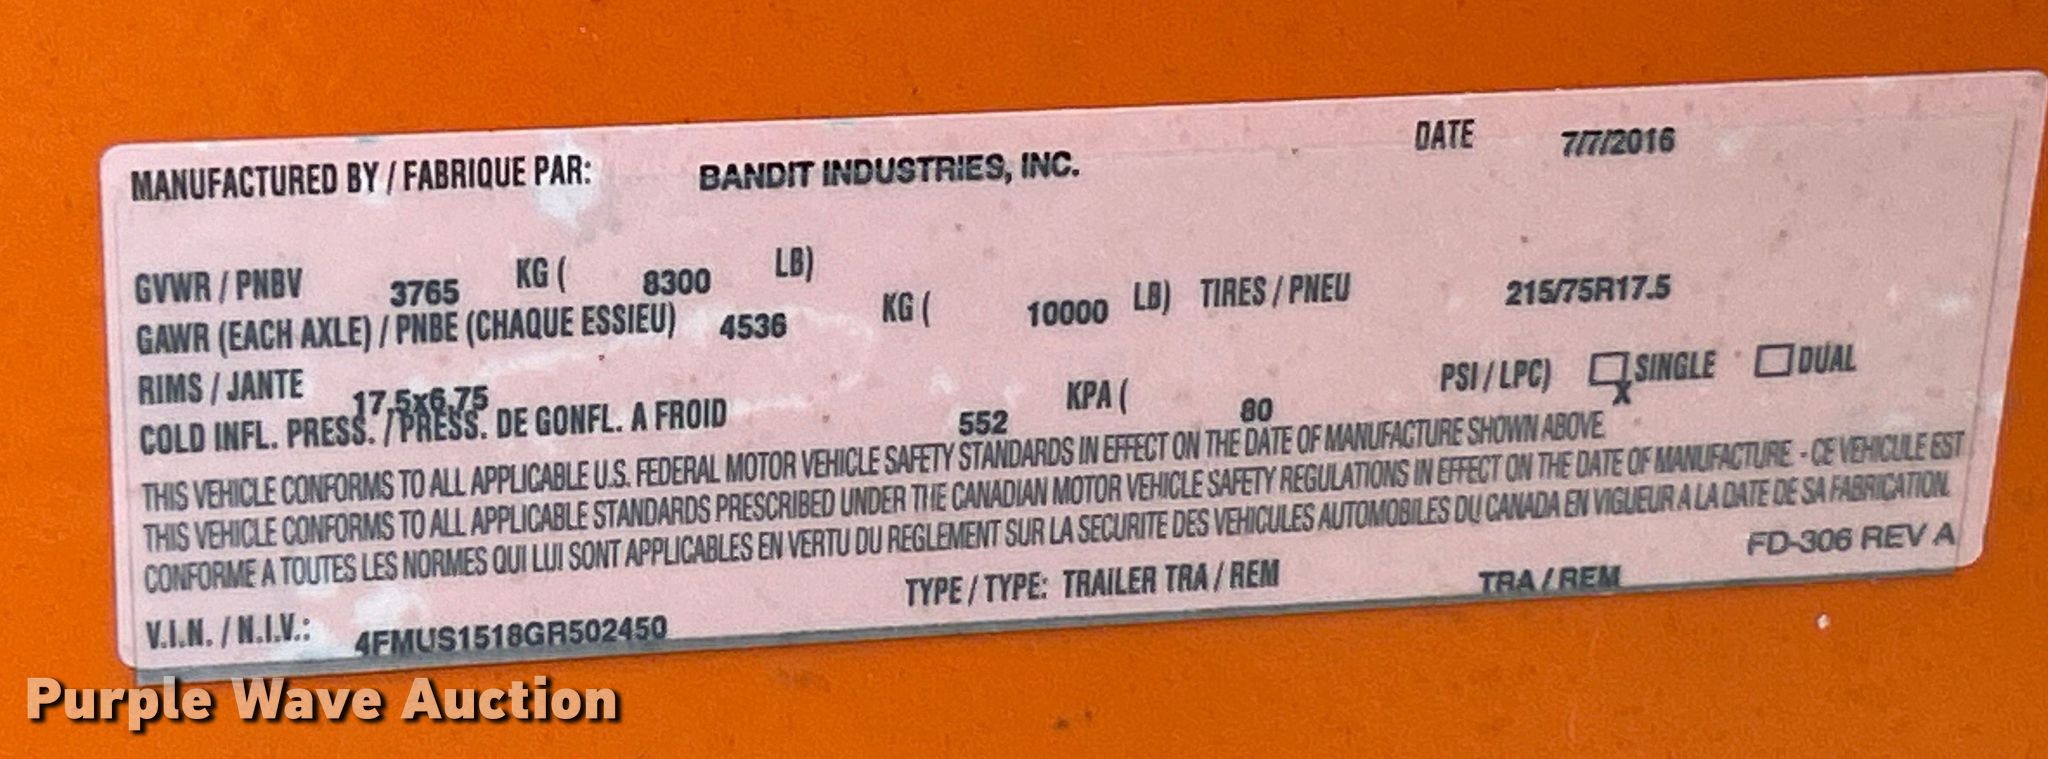 MANUFACTURED BY / FABRIQUE PAR: BANDIT INDUSTRIES, INC. DATE 7/7/2016
GVWR / PNBV 3765 KG ( 8300 LB)
GAWR (EACH AXLE) / PNBE (CHAQUE ESSIEU) 4536 KG ( 10000 LB) TIRES / PNEU 215/75R17.5
RIMS / JANTE 17.5x6.75
COLD INFL. PRESS. / PRESS. DE GONFL. A FROID 552 KPA ( 80 PSI / LPC) X SINGLE DUAL
THIS VEHICLE CONFORMS TO ALL APPLICABLE U.S. FEDERAL MOTOR VEHICLE SAFETY STANDARDS IN EFFECT ON THE DATE OF MANUFACTURE SHOWN ABOVE
THIS VEHICLE CONFORMS TO ALL APPLICABLE STANDARDS PRESCRIBED UNDER THE CANADIAN MOTOR VEHICLE SAFETY REGULATIONS IN EFFECT ON THE DATE OF MANUFACTURE - CE VEHICULE EST
CONFORME A TOUTES LES NORMES QUI LUI SONT APPLICABLES EN VERTU DU REGLEMENT SUR LA SECURITE DES VEHICULES AUTOMOBILES DU CANADA EN VIGUEUR A LA DATE DE SA FABRICATION.
FD-306 REV A
V.I.N. / N.I.V.: 4FMUS1518GR502450 TYPE / TYPE: TRAILER TRA / REM TRA / REM
Purple Wave Auction